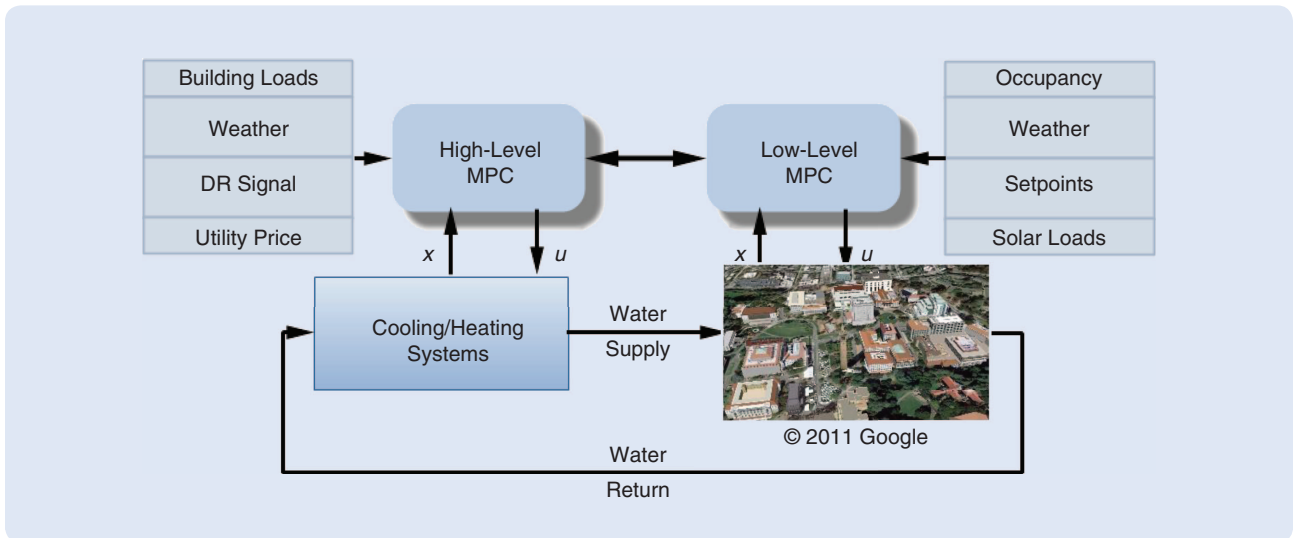 Building Loads
Weather
DR Signal
Utility Price
High-Level
MPC
Low-Level
MPC
Occupancy
Weather
Setpoints
Solar Loads
x
u
x
u
Cooling/Heating
Systems
Water
Supply
© 2011 Google
Water
Return